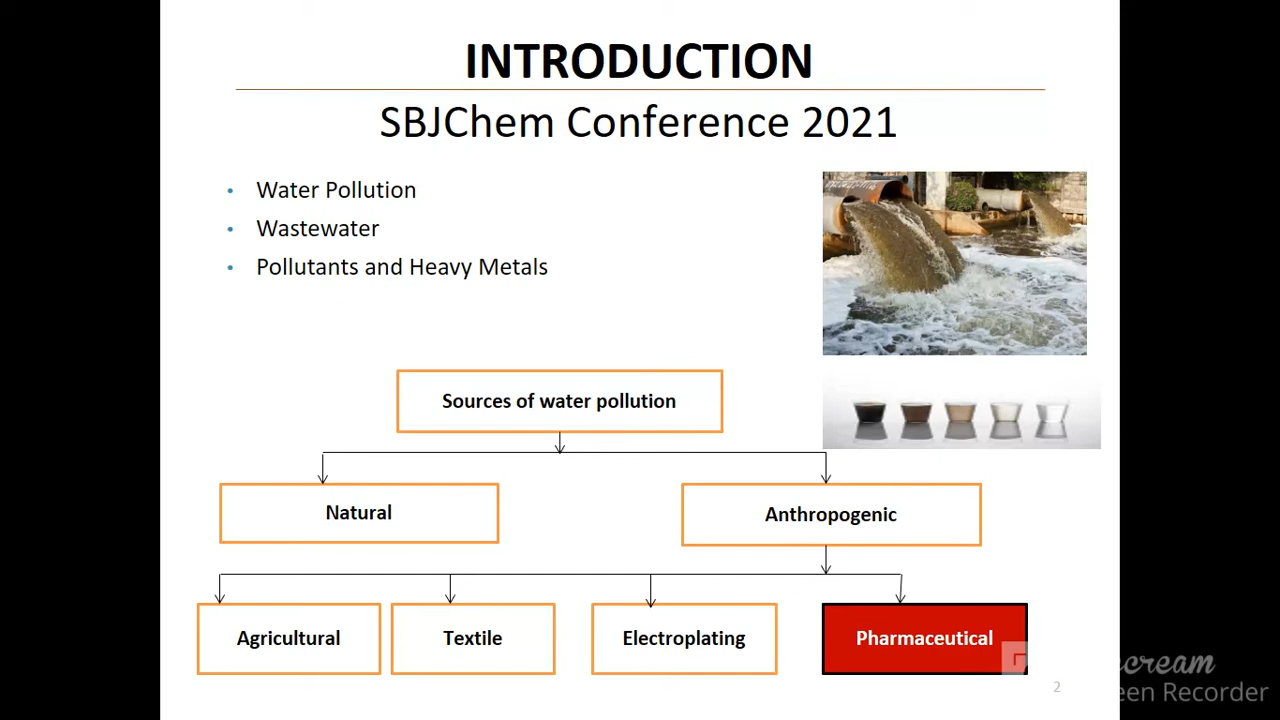 INTRODUCTION
SBJChem Conference 2021
• Water Pollution
• Wastewater
• Pollutants and Heavy Metals
Sources of water pollution
Natural
Anthropogenic
Agricultural
Textile
Electroplating
Pharmaceutical
2
Recorder